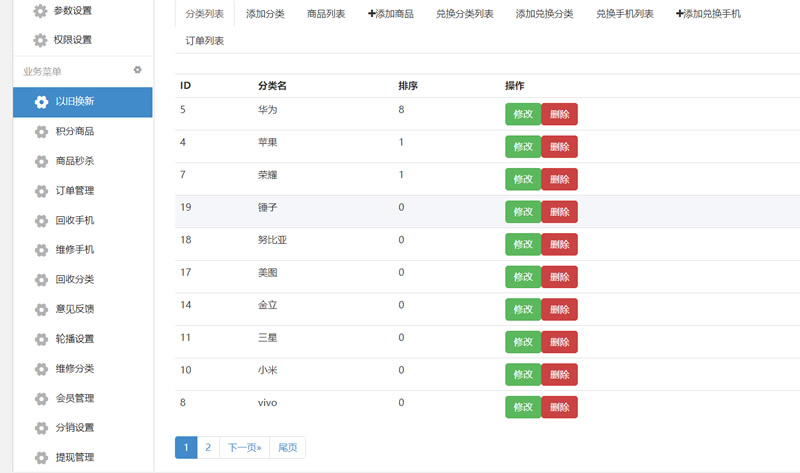 参数设置
权限设置
业务菜单
以旧换新
积分商品
商品秒杀
订单管理
回收手机
维修手机
回收分类
意见反馈
轮播设置
维修分类
会员管理
分销设置
提现管理
分类列表 添加分类 商品列表 ✚添加商品 兑换分类列表 添加兑换分类 兑换手机列表 ✚添加兑换手机
订单列表
ID 分类名 排序 操作
5 华为 8 修改 删除
4 苹果 1 修改 删除
7 荣耀 1 修改 删除
19 锤子 0 修改 删除
18 努比亚 0 修改 删除
17 美图 0 修改 删除
14 金立 0 修改 删除
11 三星 0 修改 删除
10 小米 0 修改 删除
8 vivo 0 修改 删除
1 2 下一页» 尾页